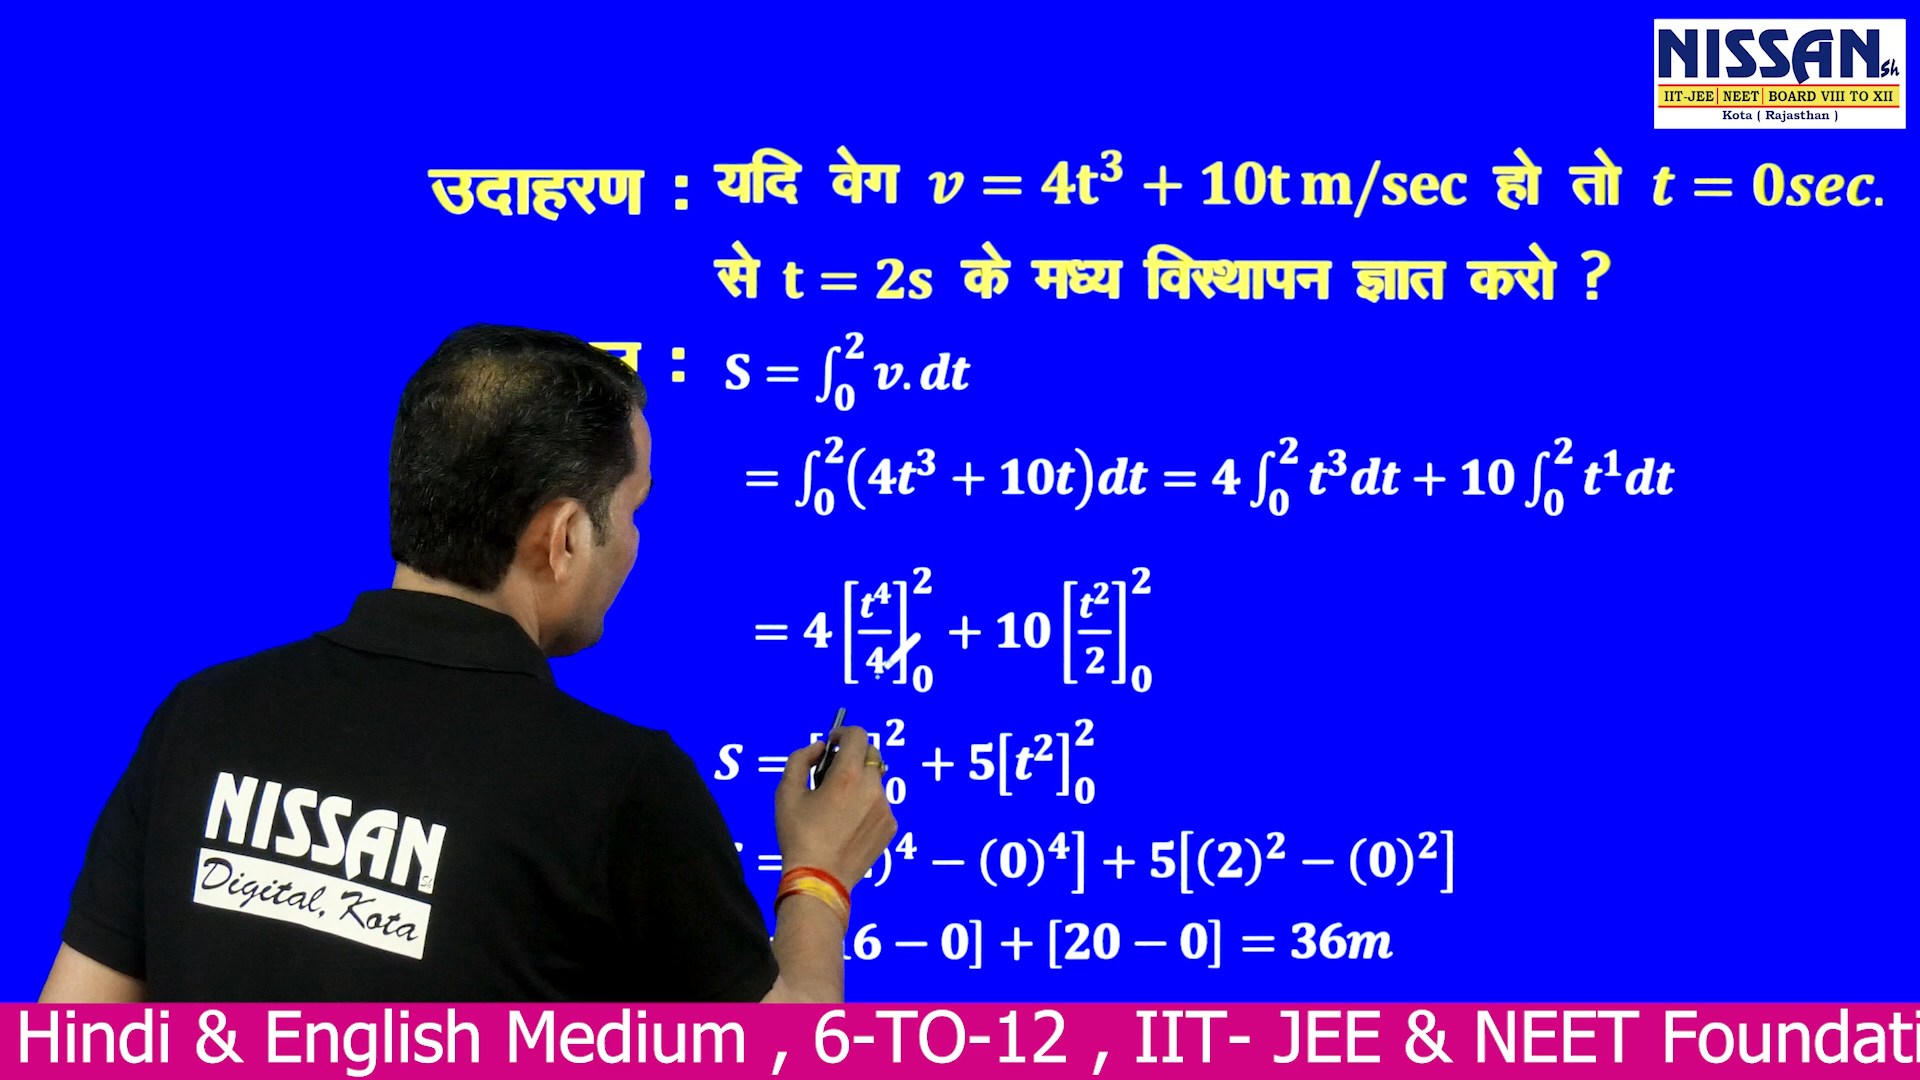 NISSAN Sh
IIT-JEE | NEET | BOARD VIII TO XII
Kota ( Rajasthan )
उदाहरण : यदि वेग v = 4t³ + 10t m/sec हो तो t = 0sec.
से t = 2s के मध्य विस्थापन ज्ञात करो ?
: S = ∫₀² v. dt
= ∫₀² (4t³ + 10t)dt = 4 ∫₀² t³dt + 10 ∫₀² t¹dt
= 4 [t⁴/4]₀² + 10 [t²/2]₀²
S = [ ]₀² + 5[t²]₀²
= )⁴ − (0)⁴] + 5[(2)² − (0)²]
6 − 0] + [20 − 0] = 36m
NISSAN Sh
Digital, Kota
Hindi & English Medium , 6-TO-12 , IIT- JEE & NEET Foundati